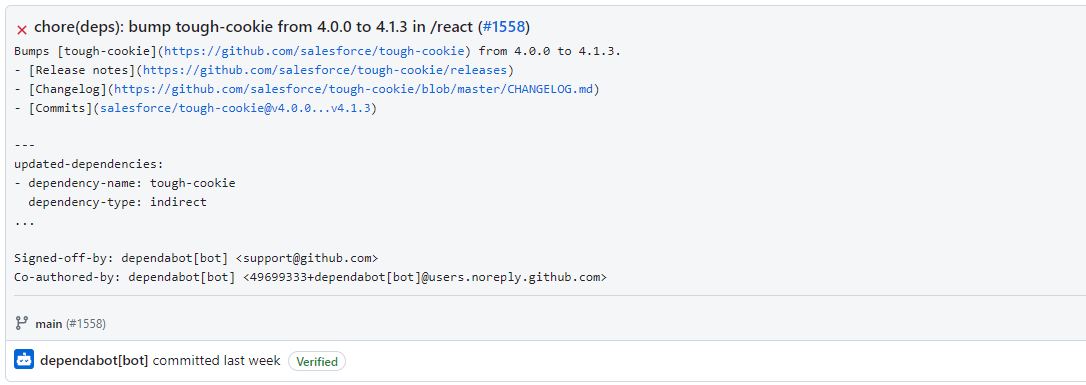 chore(deps): bump tough-cookie from 4.0.0 to 4.1.3 in /react (#1558)
Bumps [tough-cookie](https://github.com/salesforce/tough-cookie) from 4.0.0 to 4.1.3.
- [Release notes](https://github.com/salesforce/tough-cookie/releases)
- [Changelog](https://github.com/salesforce/tough-cookie/blob/master/CHANGELOG.md)
- [Commits](salesforce/tough-cookie@v4.0.0...v4.1.3)
---
updated-dependencies:
- dependency-name: tough-cookie
  dependency-type: indirect
...
Signed-off-by: dependabot[bot] <support@github.com>
Co-authored-by: dependabot[bot] <49699333+dependabot[bot]@users.noreply.github.com>
main (#1558)
dependabot[bot] committed last week Verified